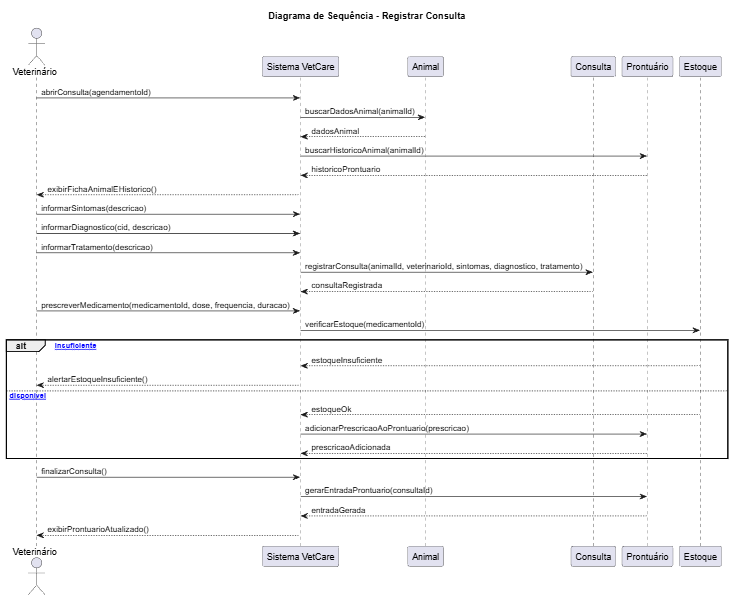 Diagrama de Sequência - Registrar Consulta
Veterinário
Sistema VetCare
Animal
Consulta
Prontuário
Estoque
abrirConsulta(agendamentoId)
buscarDadosAnimal(animalId)
dadosAnimal
buscarHistoricoAnimal(animalId)
historicoProntuario
exibirFichaAnimalEHistorico()
informarSintomas(descricao)
informarDiagnostico(cid, descricao)
informarTratamento(descricao)
registrarConsulta(animalId, veterinarioId, sintomas, diagnostico, tratamento)
consultaRegistrada
prescreverMedicamento(medicamentoId, dose, frequencia, duracao)
verificarEstoque(medicamentoId)
alt
insuficiente
estoqueInsuficiente
alertarEstoqueInsuficiente()
disponivel
estoqueOk
adicionarPrescricaoAoProntuario(prescricao)
prescricaoAdicionada
finalizarConsulta()
gerarEntradaProntuario(consultaId)
entradaGerada
exibirProntuarioAtualizado()
Veterinário
Sistema VetCare
Animal
Consulta
Prontuário
Estoque